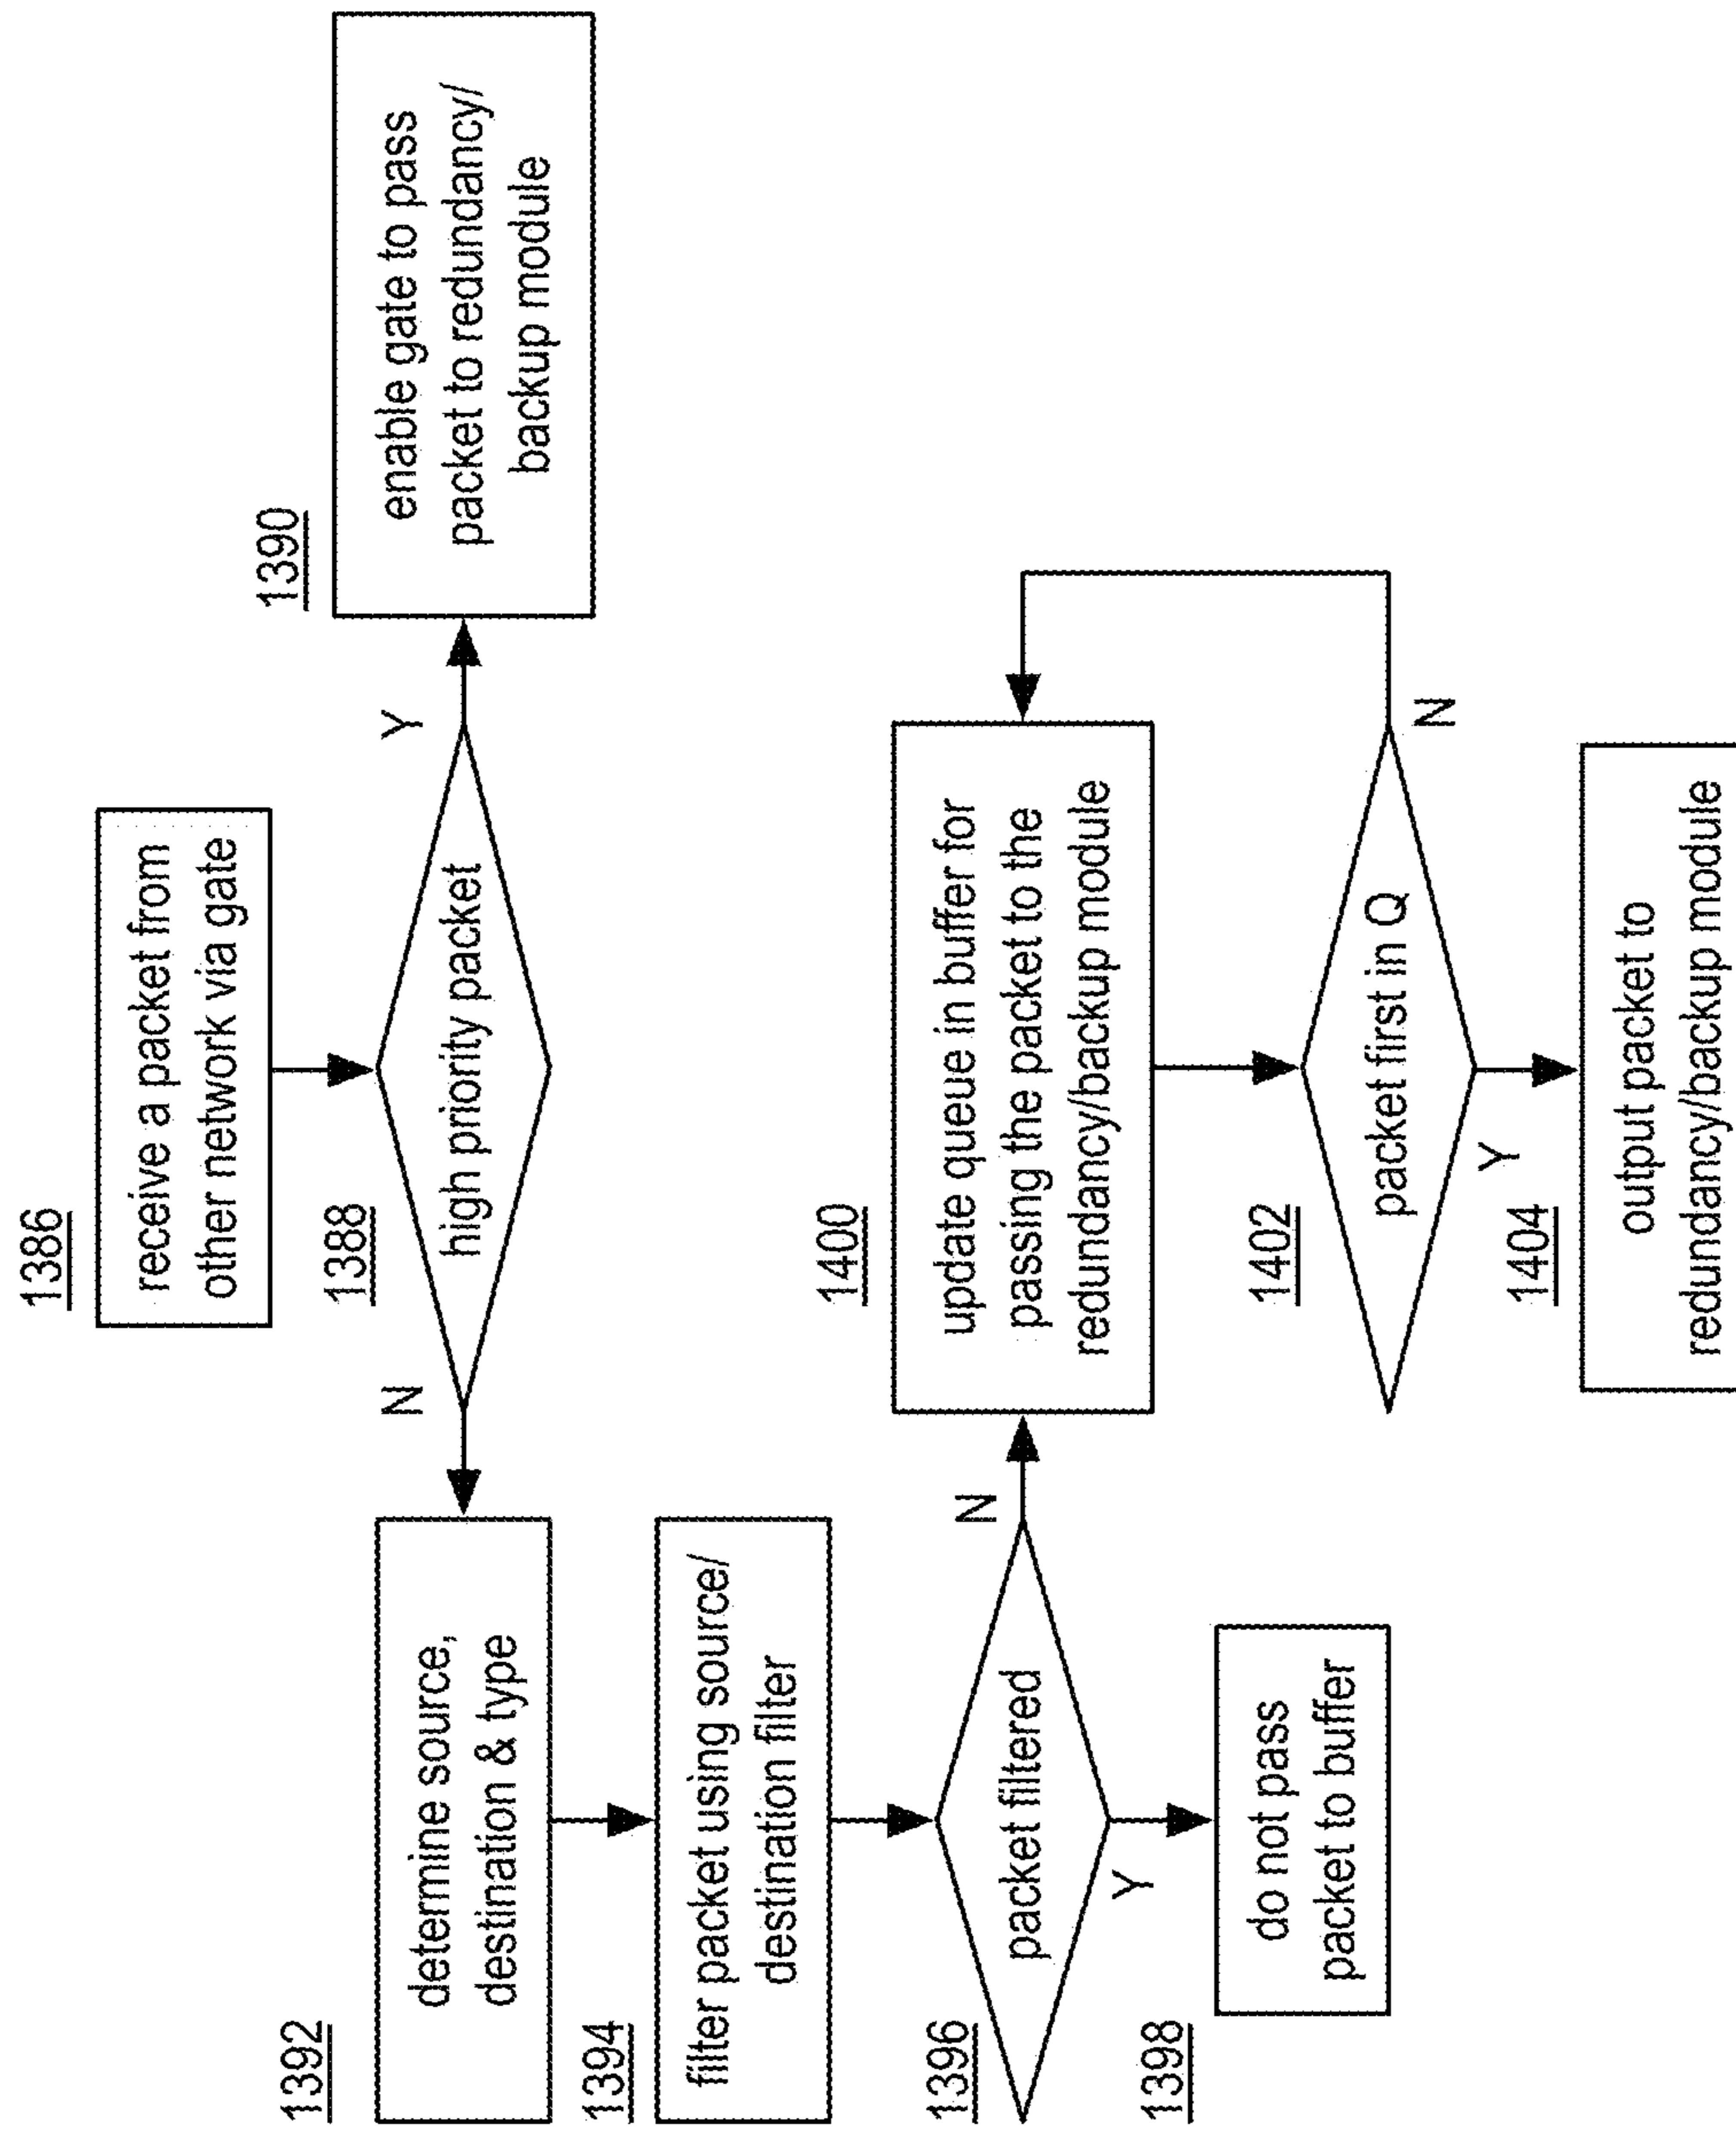 1386
receive a packet from
other network via gate
1388
high priority packet
Y
N
1390
enable gate to pass
packet to redundancy/
backup module
1392
determine source,
destination & type
1394
filter packet using source/
destination filter
1396
packet filtered
N
Y
1398
do not pass
packet to buffer
1400
update queue in buffer for
passing the packet to the
redundancy/backup module
1402
packet first in Q
N
Y
1404
output packet to
redundancy/backup module